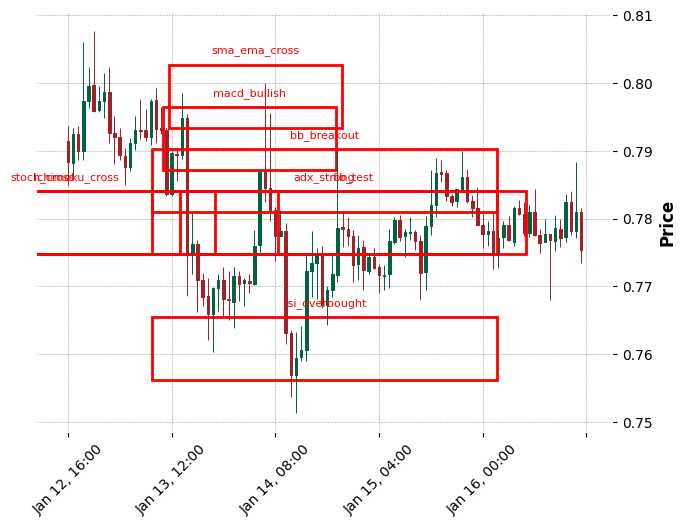 0.81
sma_ema_cross
0.80
macd_bullish
bb_breakout
0.79
adx_strong
0.78
Price
0.77
rsi_overbought
0.76
0.75
Jan 12, 16:00
Jan 13, 12:00
Jan 14, 08:00
Jan 15, 04:00
Jan 16, 00:00